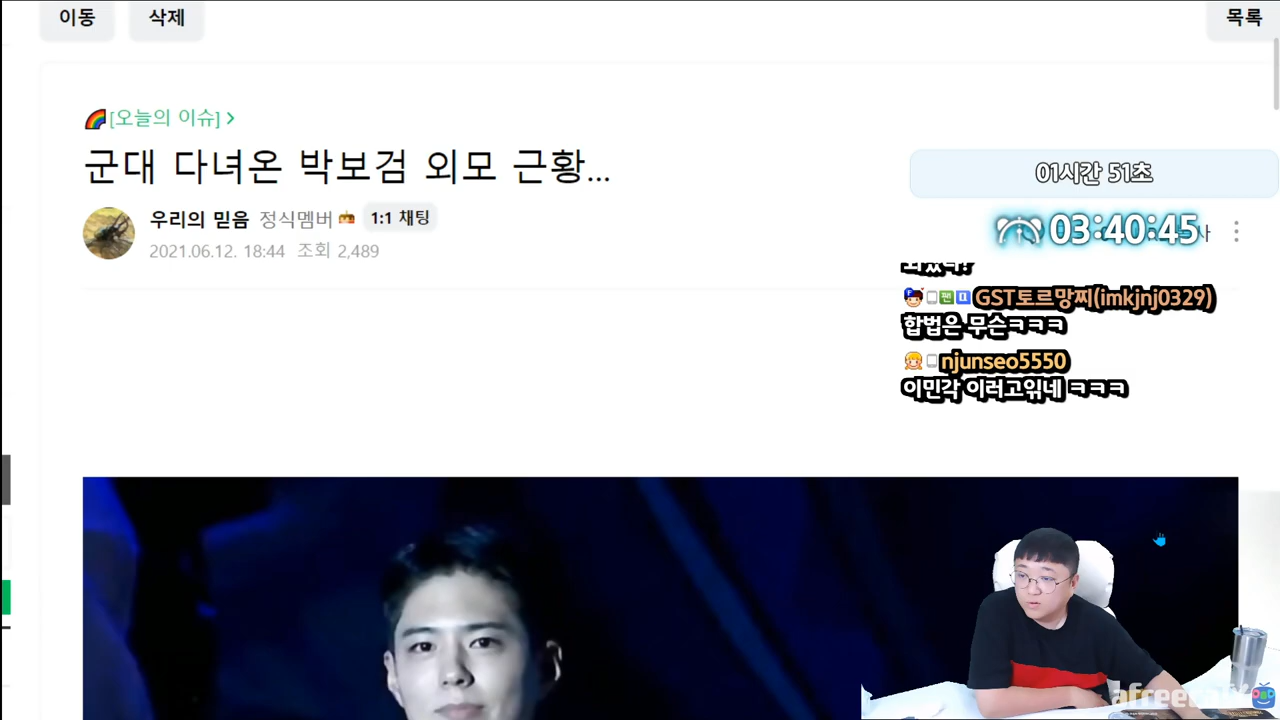 이동
삭제
목록
[오늘의 이슈] >
군대 다녀온 박보검 외모 근황...
우리의 믿음 정식멤버 1:1 채팅
2021.06.12. 18:44 조회 2,489
01시간 51초
03:40:45
GST토르망찌(imkjnj0329)
합법은 무슨ㅋㅋㅋ
njunseo5550
이민각 이러고있네 ㅋㅋㅋ
afreecaTV